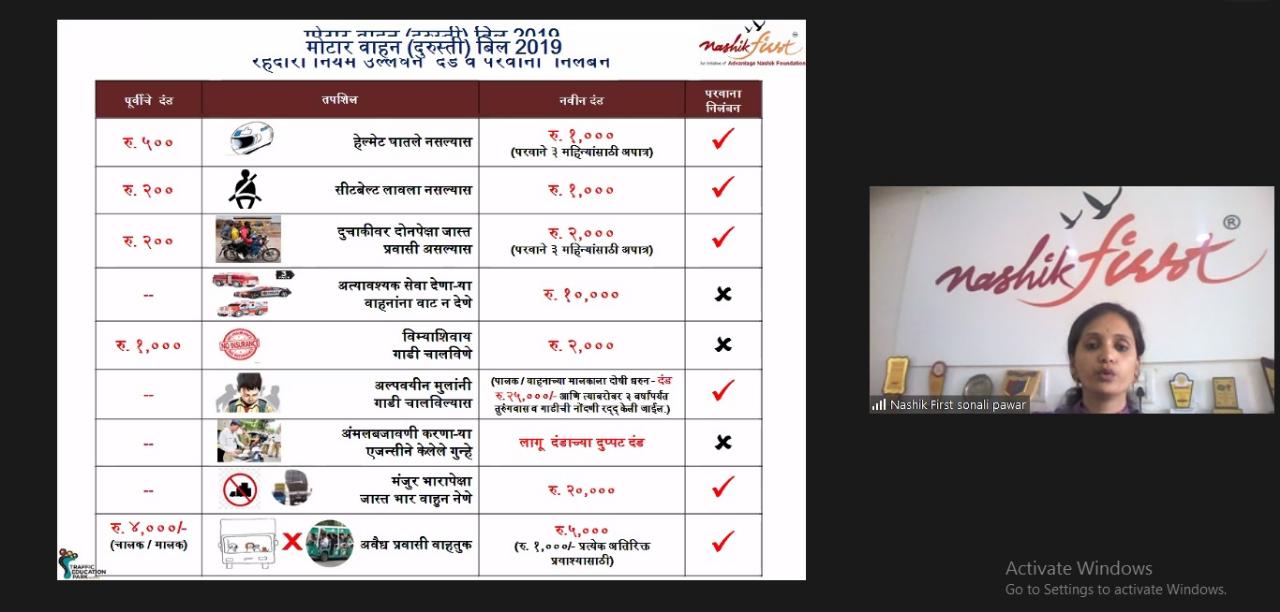 मोटार वाहन (दुरुस्ती) बिल 2019
मोटार वाहन (दुरुस्ती) बिल 2019
रहदारी नियम उल्लंघन दंड व परवाना निलंबन
nashik first
An Initiative of Advantage Nashik Foundation
पूर्वीचे दंड तपशिल नवीन दंड परवाना
निलंबन
रु. ५०० हेल्मेट घातले नसल्यास रु. १,०००
(परवाने ३ महिन्यांसाठी अपात्र)
रु. २०० सीटबेल्ट लावला नसल्यास रु. १,०००
रु. २०० दुचाकीवर दोनपेक्षा जास्त
प्रवासी असल्यास
रु. २,०००
(परवाने ३ महिन्यांसाठी अपात्र)
-- अत्यावश्यक सेवा देणा-या
वाहनांना वाट न देणे
रु. १०,०००
रु. १,००० NO INSURANCE विम्याशिवाय
गाडी चालविणे
रु. २,०००
-- अल्पवयीन मुलांनी
गाडी चालविल्यास
(पालक / वाहनाच्या मालकाला दोषी धरुन - दंड
रु.२५,०००/- आणि त्याबरोबर ३ वर्षापर्यंत
तुरुंगवास व गाडीची नोंदणी रद्द केली जाईल.)
-- अंमलबजावणी करणा-या
एजन्सीने केलेले गुन्हे
लागू दंडाच्या दुप्पट दंड
-- मंजुर भारापेक्षा
जास्त भार वाहुन नेणे
रु. २०,०००
रु. ४,०००/-
(चालक / मालक)
अवैध प्रवासी वाहतुक
रु.५,०००
(रु. १,०००/- प्रत्येक अतिरिक्त
प्रवाश्यासाठी)
TRAFFIC
EDUCATION
PARK
nashik first ®
Nashik First sonali pawar
Activate Windows
Go to Settings to activate Windows.